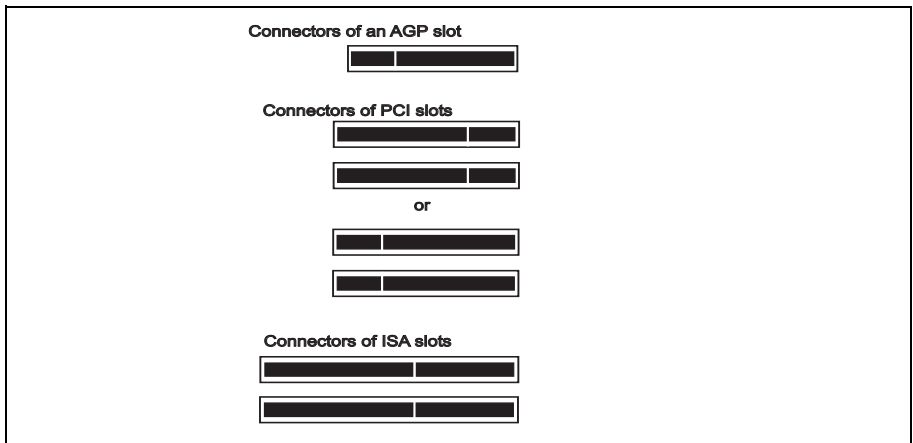 Connectors of an AGP slot
Connectors of PCI slots
or
Connectors of ISA slots